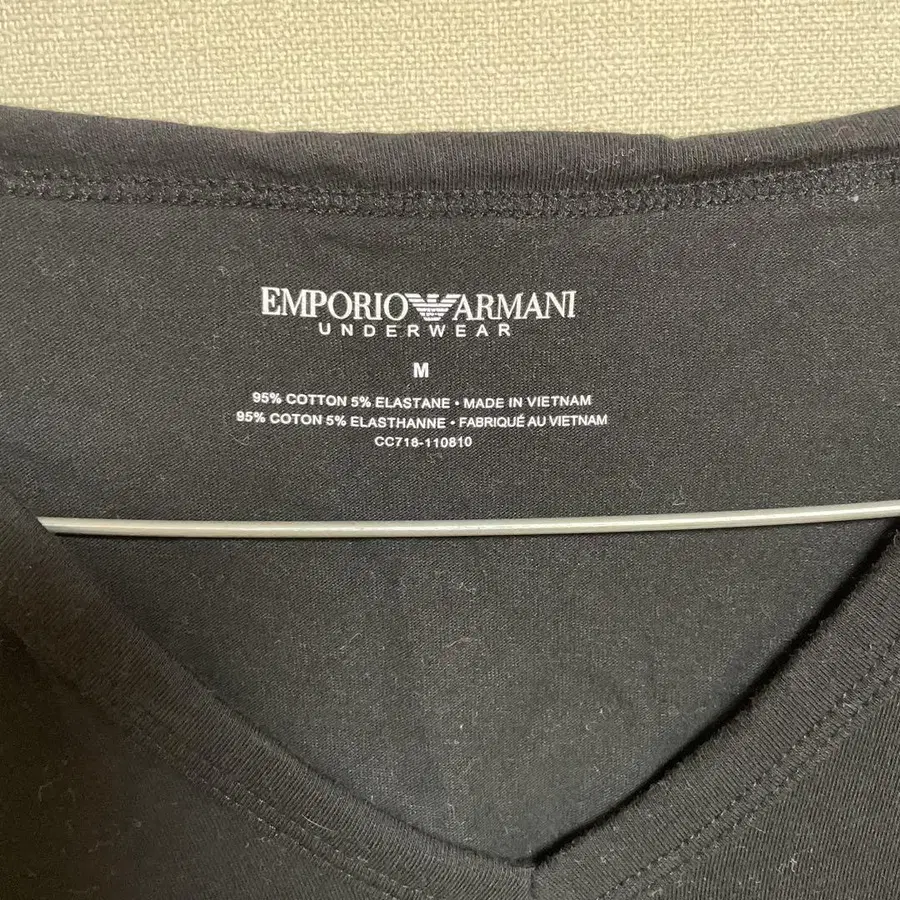 EMPORIO ARMANI
UNDERWEAR
M
95% COTTON 5% ELASTANE • MADE IN VIETNAM
95% COTON 5% ELASTHANNE • FABRIQUÉ AU VIETNAM
CC718-110810